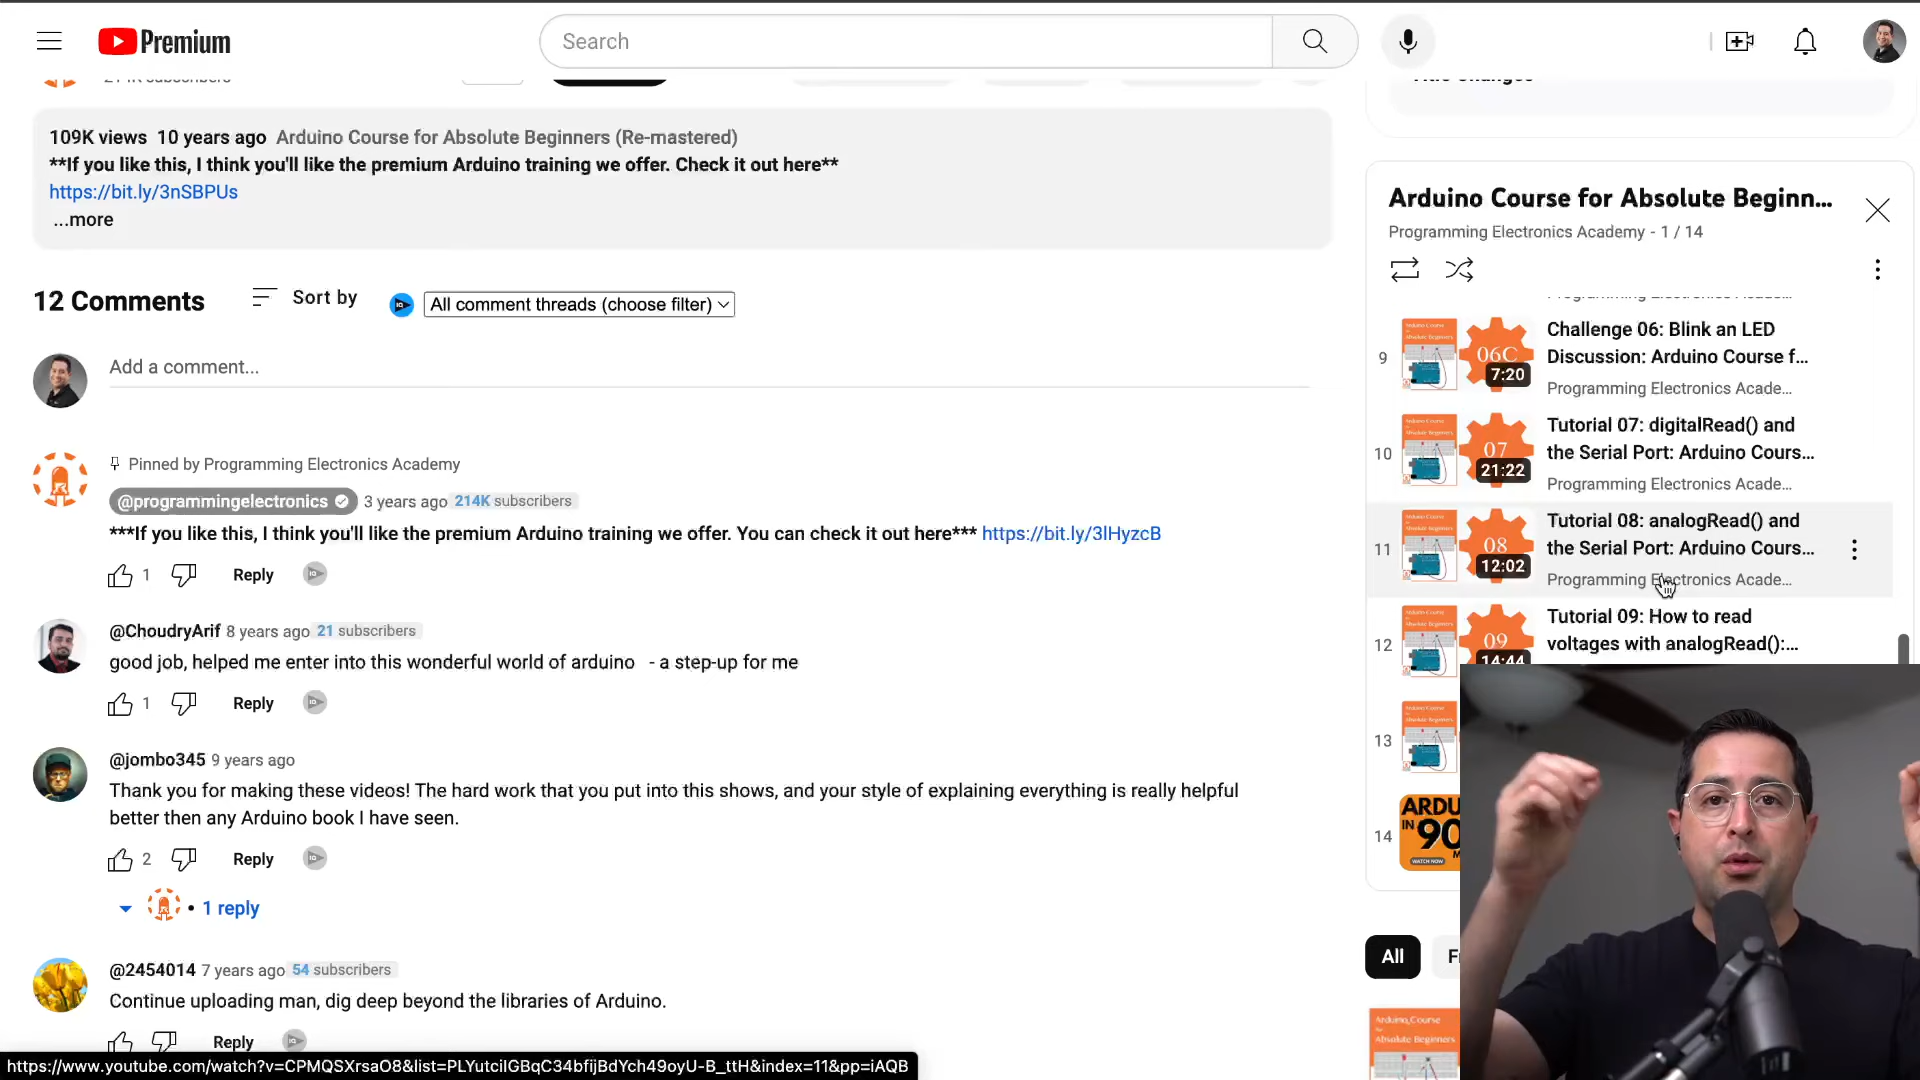 Premium
Search
109K views 10 years ago Arduino Course for Absolute Beginners (Re-mastered)
**If you like this, I think you'll like the premium Arduino training we offer. Check it out here**
https://bit.ly/3nSBPUs
...more
12 Comments
Sort by
All comment threads (choose filter)
Add a comment...
Pinned by Programming Electronics Academy
@programmingelectronics 3 years ago 214K subscribers
***If you like this, I think you'll like the premium Arduino training we offer. You can check it out here*** https://bit.ly/3lHyzcB
1 Reply
@ChoudryArif 8 years ago 21 subscribers
good job, helped me enter into this wonderful world of arduino - a step-up for me
1 Reply
@jombo345 9 years ago
Thank you for making these videos! The hard work that you put into this shows, and your style of explaining everything is really helpful
better then any Arduino book I have seen.
2 Reply
• 1 reply
@2454014 7 years ago 54 subscribers
Continue uploading man, dig deep beyond the libraries of Arduino.
Reply
https://www.youtube.com/watch?v=CPMQSXrsaO8&list=PLYutciIGBqC34bfijBdYch49oyU-B_ttH&index=11&pp=iAQB
Title Changes
Arduino Course for Absolute Beginn...
Programming Electronics Academy - 1 / 14
9
06C
7:20
Challenge 06: Blink an LED
Discussion: Arduino Course f...
Programming Electronics Acade...
10
07
21:22
Tutorial 07: digitalRead() and
the Serial Port: Arduino Cours...
Programming Electronics Acade...
11
08
12:02
Tutorial 08: analogRead() and
the Serial Port: Arduino Cours...
Programming Electronics Acade...
12
09
14:44
Tutorial 09: How to read
voltages with analogRead():...
13
14
ARDU
IN 90
WATCH NOW
All
Arduino Course
for
Absolute Beginners